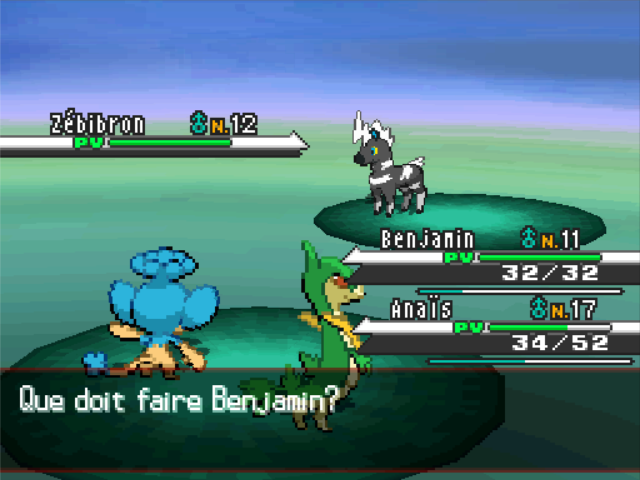 Zébibron ♂ N.12
PV
Benjamin ♂ N.11
PV
32/32
Anaïs ♂ N.17
PV
34/52
Que doit faire Benjamin?